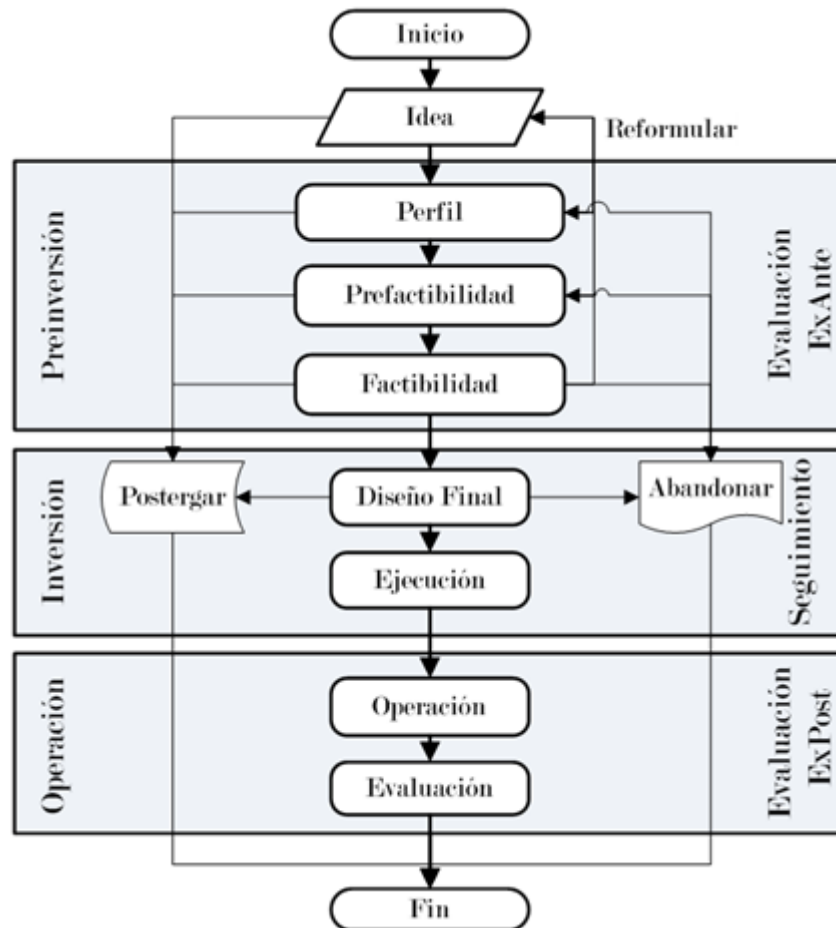 Inicio
Idea
Reformular
Preinversión
Perfil
Prefactibilidad
Factibilidad
Evaluación
ExAnte
Inversión
Postergar
Diseño Final
Abandonar
Ejecución
Seguimiento
Operación
Operación
Evaluación
Evaluación
ExPost
Fin